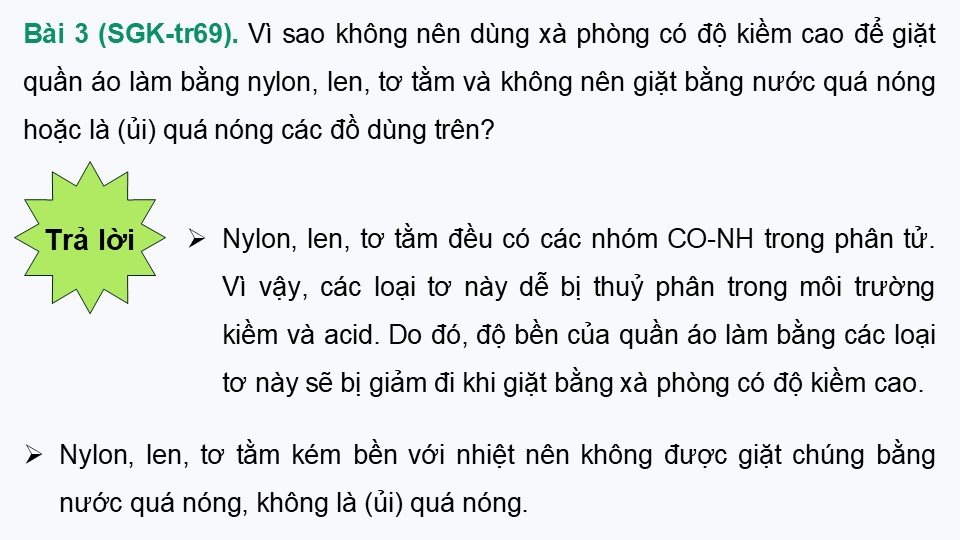 Bài 3 (SGK-tr69). Vì sao không nên dùng xà phòng có độ kiềm cao để giặt
quần áo làm bằng nylon, len, tơ tằm và không nên giặt bằng nước quá nóng
hoặc là (ủi) quá nóng các đồ dùng trên?
Trả lời
➢ Nylon, len, tơ tằm đều có các nhóm CO-NH trong phân tử.
Vì vậy, các loại tơ này dễ bị thuỷ phân trong môi trường
kiềm và acid. Do đó, độ bền của quần áo làm bằng các loại
tơ này sẽ bị giảm đi khi giặt bằng xà phòng có độ kiềm cao.
➢ Nylon, len, tơ tằm kém bền với nhiệt nên không được giặt chúng bằng
nước quá nóng, không là (ủi) quá nóng.